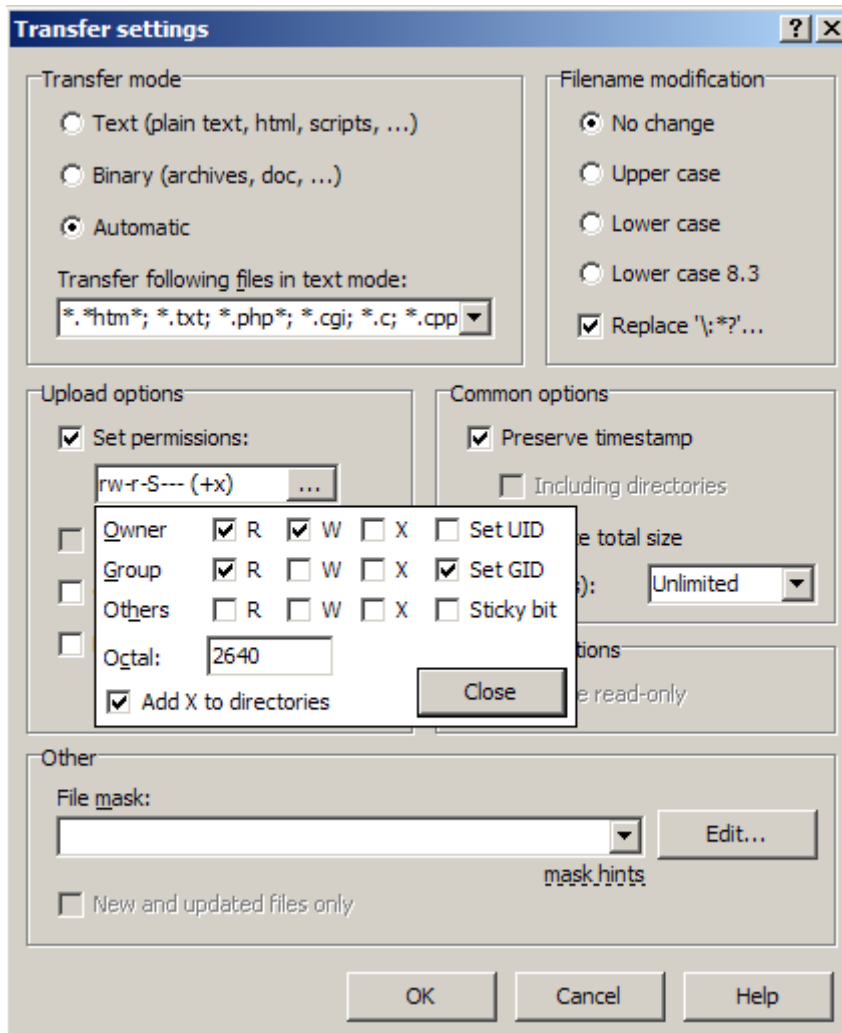 Transfer settings
Transfer mode
Text (plain text, html, scripts, ...)
Binary (archives, doc, ...)
Automatic
Transfer following files in text mode:
*.*htm*; *.txt; *.php*; *.cgi; *.c; *.cpp
Filename modification
No change
Upper case
Lower case
Lower case 8.3
Replace '\:*?'...
Upload options
Set permissions:
rw-r-S--- (+x) ...
Owner R W X Set UID
Group R W X Set GID
Others R W X Sticky bit
Octal: 2640
Add X to directories Close
Common options
Preserve timestamp
Including directories
total size
Unlimited
read-only
Other
File mask:
Edit...
mask hints
New and updated files only
OK Cancel Help